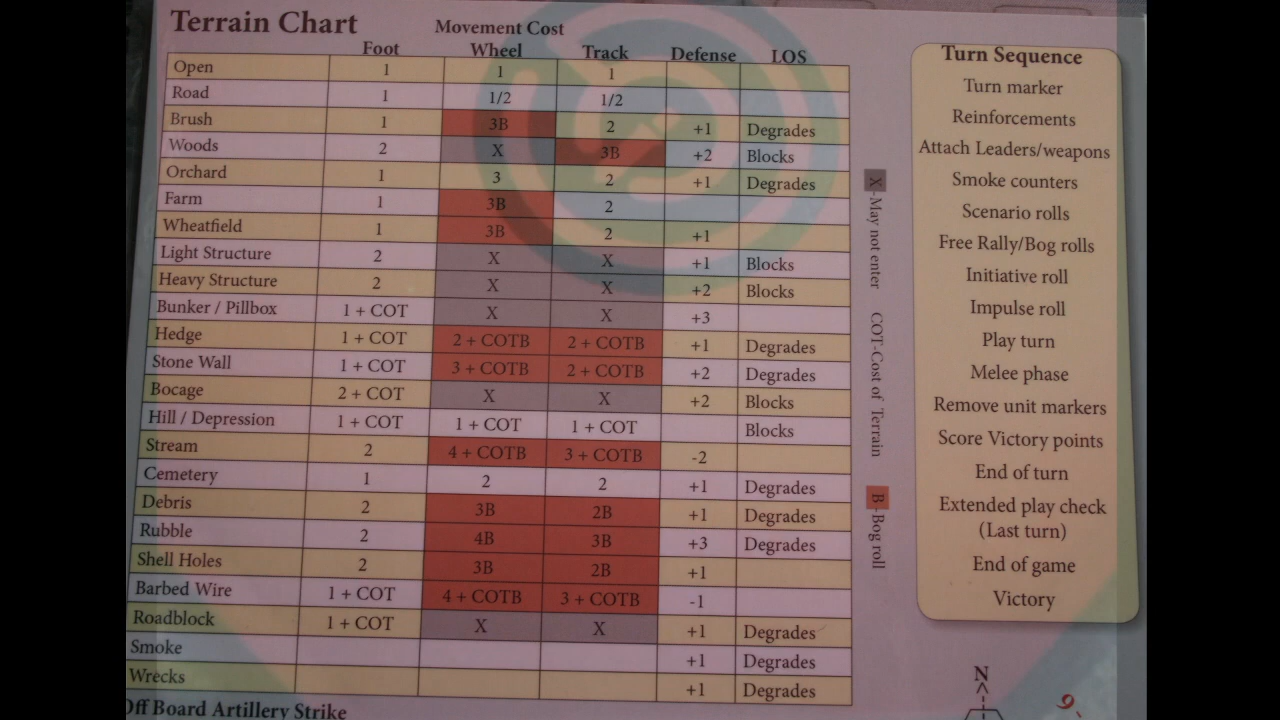 Terrain Chart
Movement Cost
Foot Wheel Track Defense LOS
Open 1 1 1
Road 1 1/2 1/2
Brush 1 3B 2 +1 Degrades
Woods 2 X 3B +2 Blocks
Orchard 1 3 2 +1 Degrades
Farm 1 3B 2
Wheatfield 1 3B 2 +1
Light Structure 2 X X +1 Blocks
Heavy Structure 2 X X +2 Blocks
Bunker / Pillbox 1 + COT X X +3
Hedge 1 + COT 2 + COTB 2 + COTB +1 Degrades
Stone Wall 1 + COT 3 + COTB 2 + COTB +2 Degrades
Bocage 2 + COT X X +2 Blocks
Hill / Depression 1 + COT 1 + COT 1 + COT Blocks
Stream 2 4 + COTB 3 + COTB -2
Cemetery 1 2 2 +1 Degrades
Debris 2 3B 2B +1 Degrades
Rubble 2 4B 3B +3 Degrades
Shell Holes 2 3B 2B +1
Barbed Wire 1 + COT 4 + COTB 3 + COTB -1
Roadblock 1 + COT X X +1 Degrades
Smoke +1 Degrades
Wrecks +1 Degrades
Off Board Artillery Strike
X -May not enter COT-Cost of Terrain B -Bog roll
Turn Sequence
Turn marker
Reinforcements
Attach Leaders/weapons
Smoke counters
Scenario rolls
Free Rally/Bog rolls
Initiative roll
Impulse roll
Play turn
Melee phase
Remove unit markers
Score Victory points
End of turn
Extended play check
(Last turn)
End of game
Victory
N